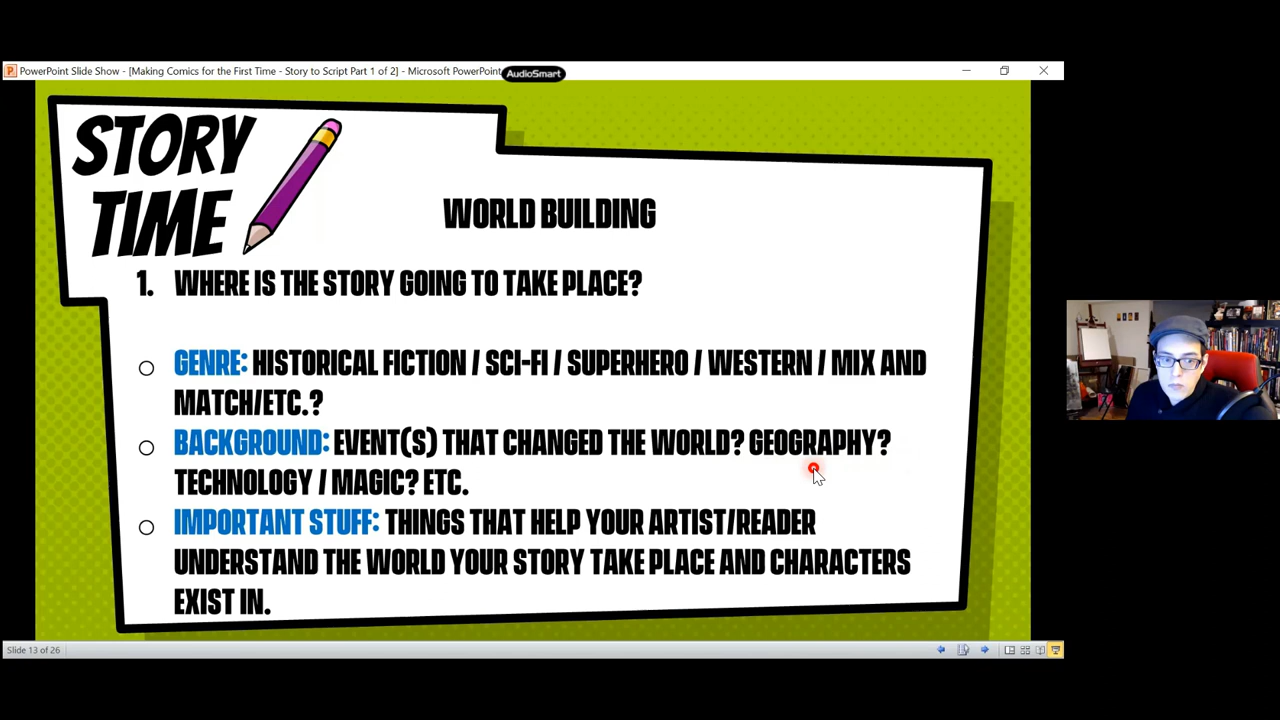 PowerPoint Slide Show - [Making Comics for the First Time - Story to Script Part 1 of 2] - Microsoft PowerPoint
AudioSmart
STORY
TIME
WORLD BUILDING
1. WHERE IS THE STORY GOING TO TAKE PLACE?
GENRE: HISTORICAL FICTION / SCI-FI / SUPERHERO / WESTERN / MIX AND
MATCH/ETC.?
BACKGROUND: EVENT(S) THAT CHANGED THE WORLD? GEOGRAPHY?
TECHNOLOGY / MAGIC? ETC.
IMPORTANT STUFF: THINGS THAT HELP YOUR ARTIST/READER
UNDERSTAND THE WORLD YOUR STORY TAKE PLACE AND CHARACTERS
EXIST IN.
Slide 13 of 26